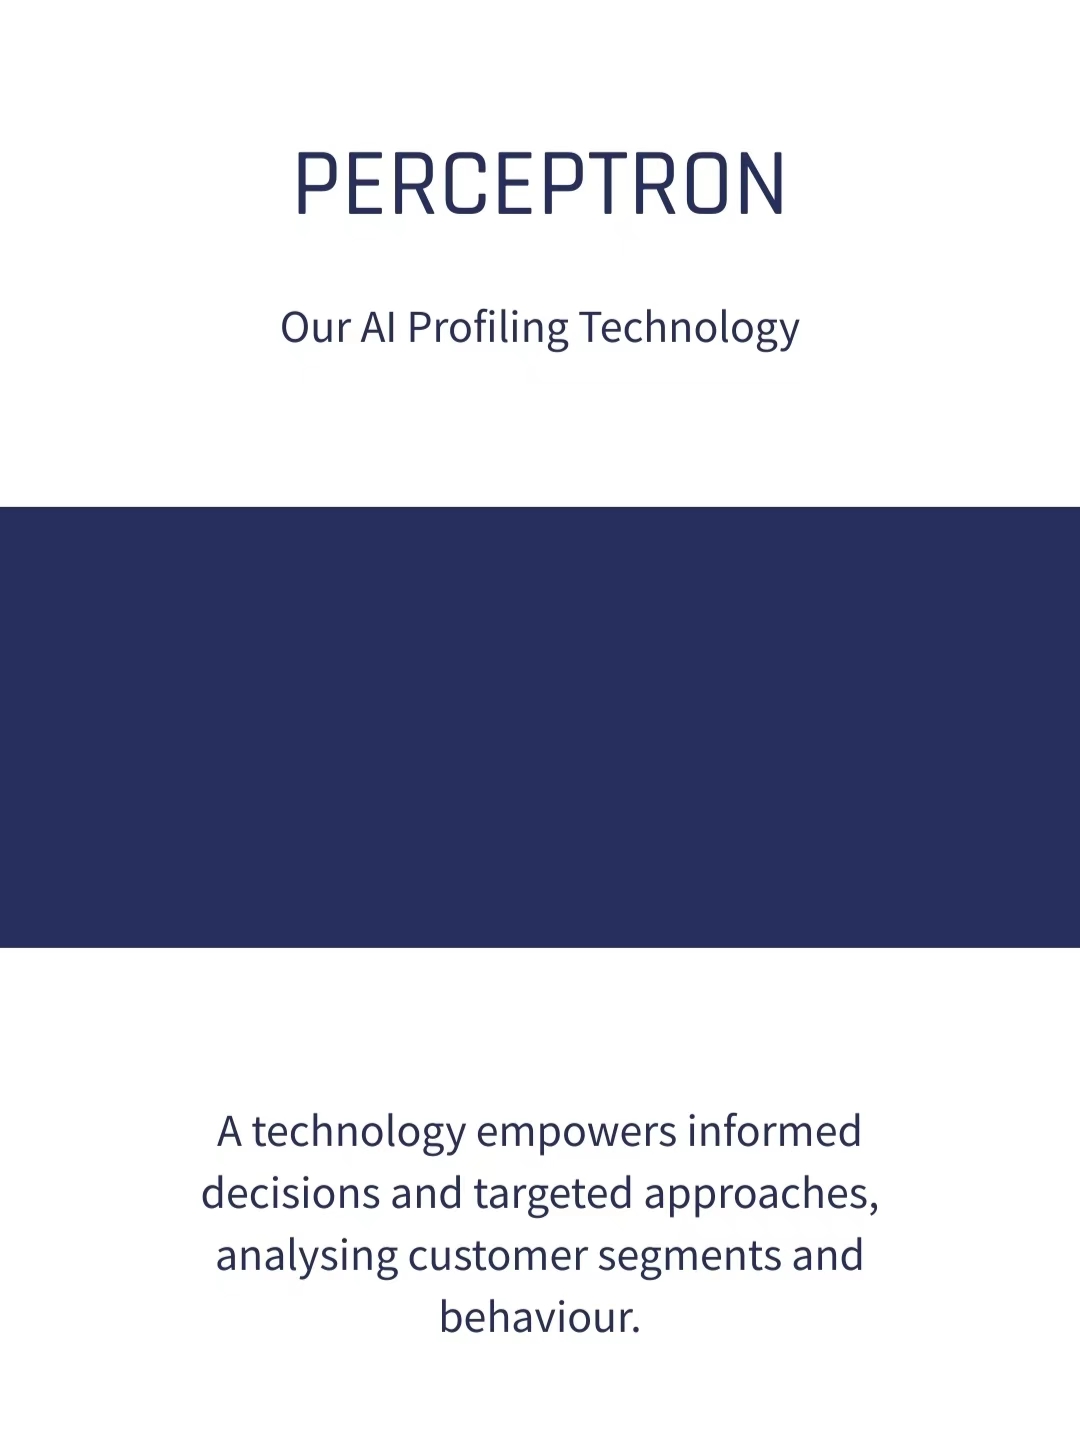 PERCEPTRON
Our AI Profiling Technology
A technology empowers informed
decisions and targeted approaches,
analysing customer segments and
behaviour.